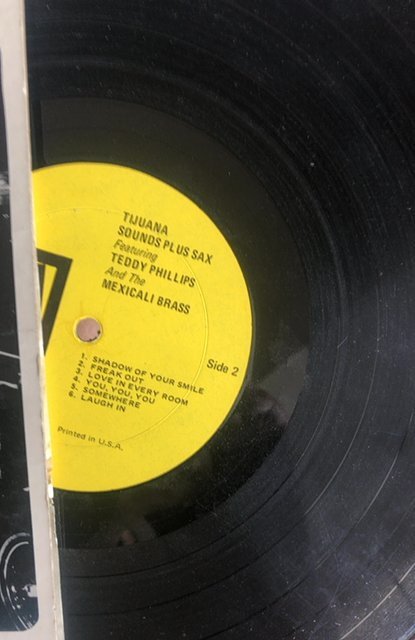 TIJUANA
SOUNDS PLUS SAX
Featuring
TEDDY PHILLIPS
And The
MEXICALI BRASS
Side 2
1. SHADOW OF YOUR SMILE
2. FREAK OUT
3. LOVE IN EVERY ROOM
4. YOU, YOU, YOU
5. SOMEWHERE
6. LAUGH IN
Printed in U.S.A.